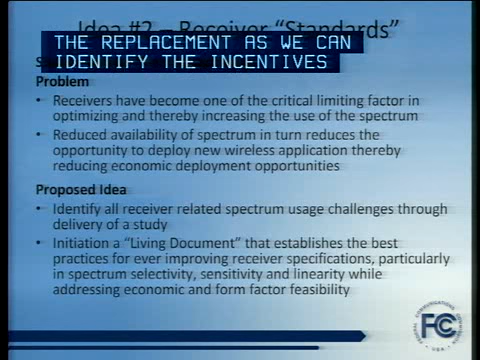 Idea #2 – Receiver "Standards"
THE REPLACEMENT AS WE CAN
IDENTIFY THE INCENTIVES
Problem
• Receivers have become one of the critical limiting factor in
optimizing and thereby increasing the use of the spectrum
• Reduced availability of spectrum in turn reduces the
opportunity to deploy new wireless application thereby
reducing economic deployment opportunities
Proposed Idea
• Identify all receiver related spectrum usage challenges through
delivery of a study
• Initiation a "Living Document" that establishes the best
practices for ever improving receiver specifications, particularly
in spectrum selectivity, sensitivity and linearity while
addressing economic and form factor feasibility
FEDERAL COMMUNICATIONS COMMISSION
FCC
USA